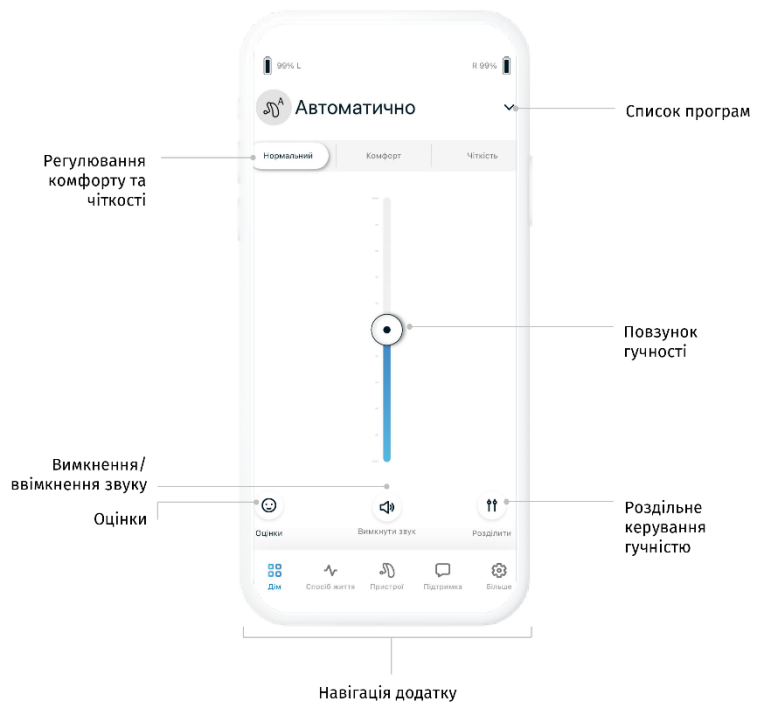 99% L
R 99%
Автоматично
Список програм
Нормальний
Комфорт
Чіткість
Регулювання
комфорту та
чіткості
Повзунок
гучності
Вимкнення/
ввімкнення звуку
Оцінки
Оцінки
Вимкнути звук
Розділити
Роздільне
керування
гучністю
Дім
Спосіб життя
Пристрої
Підтримка
Більше
Навігація додатку